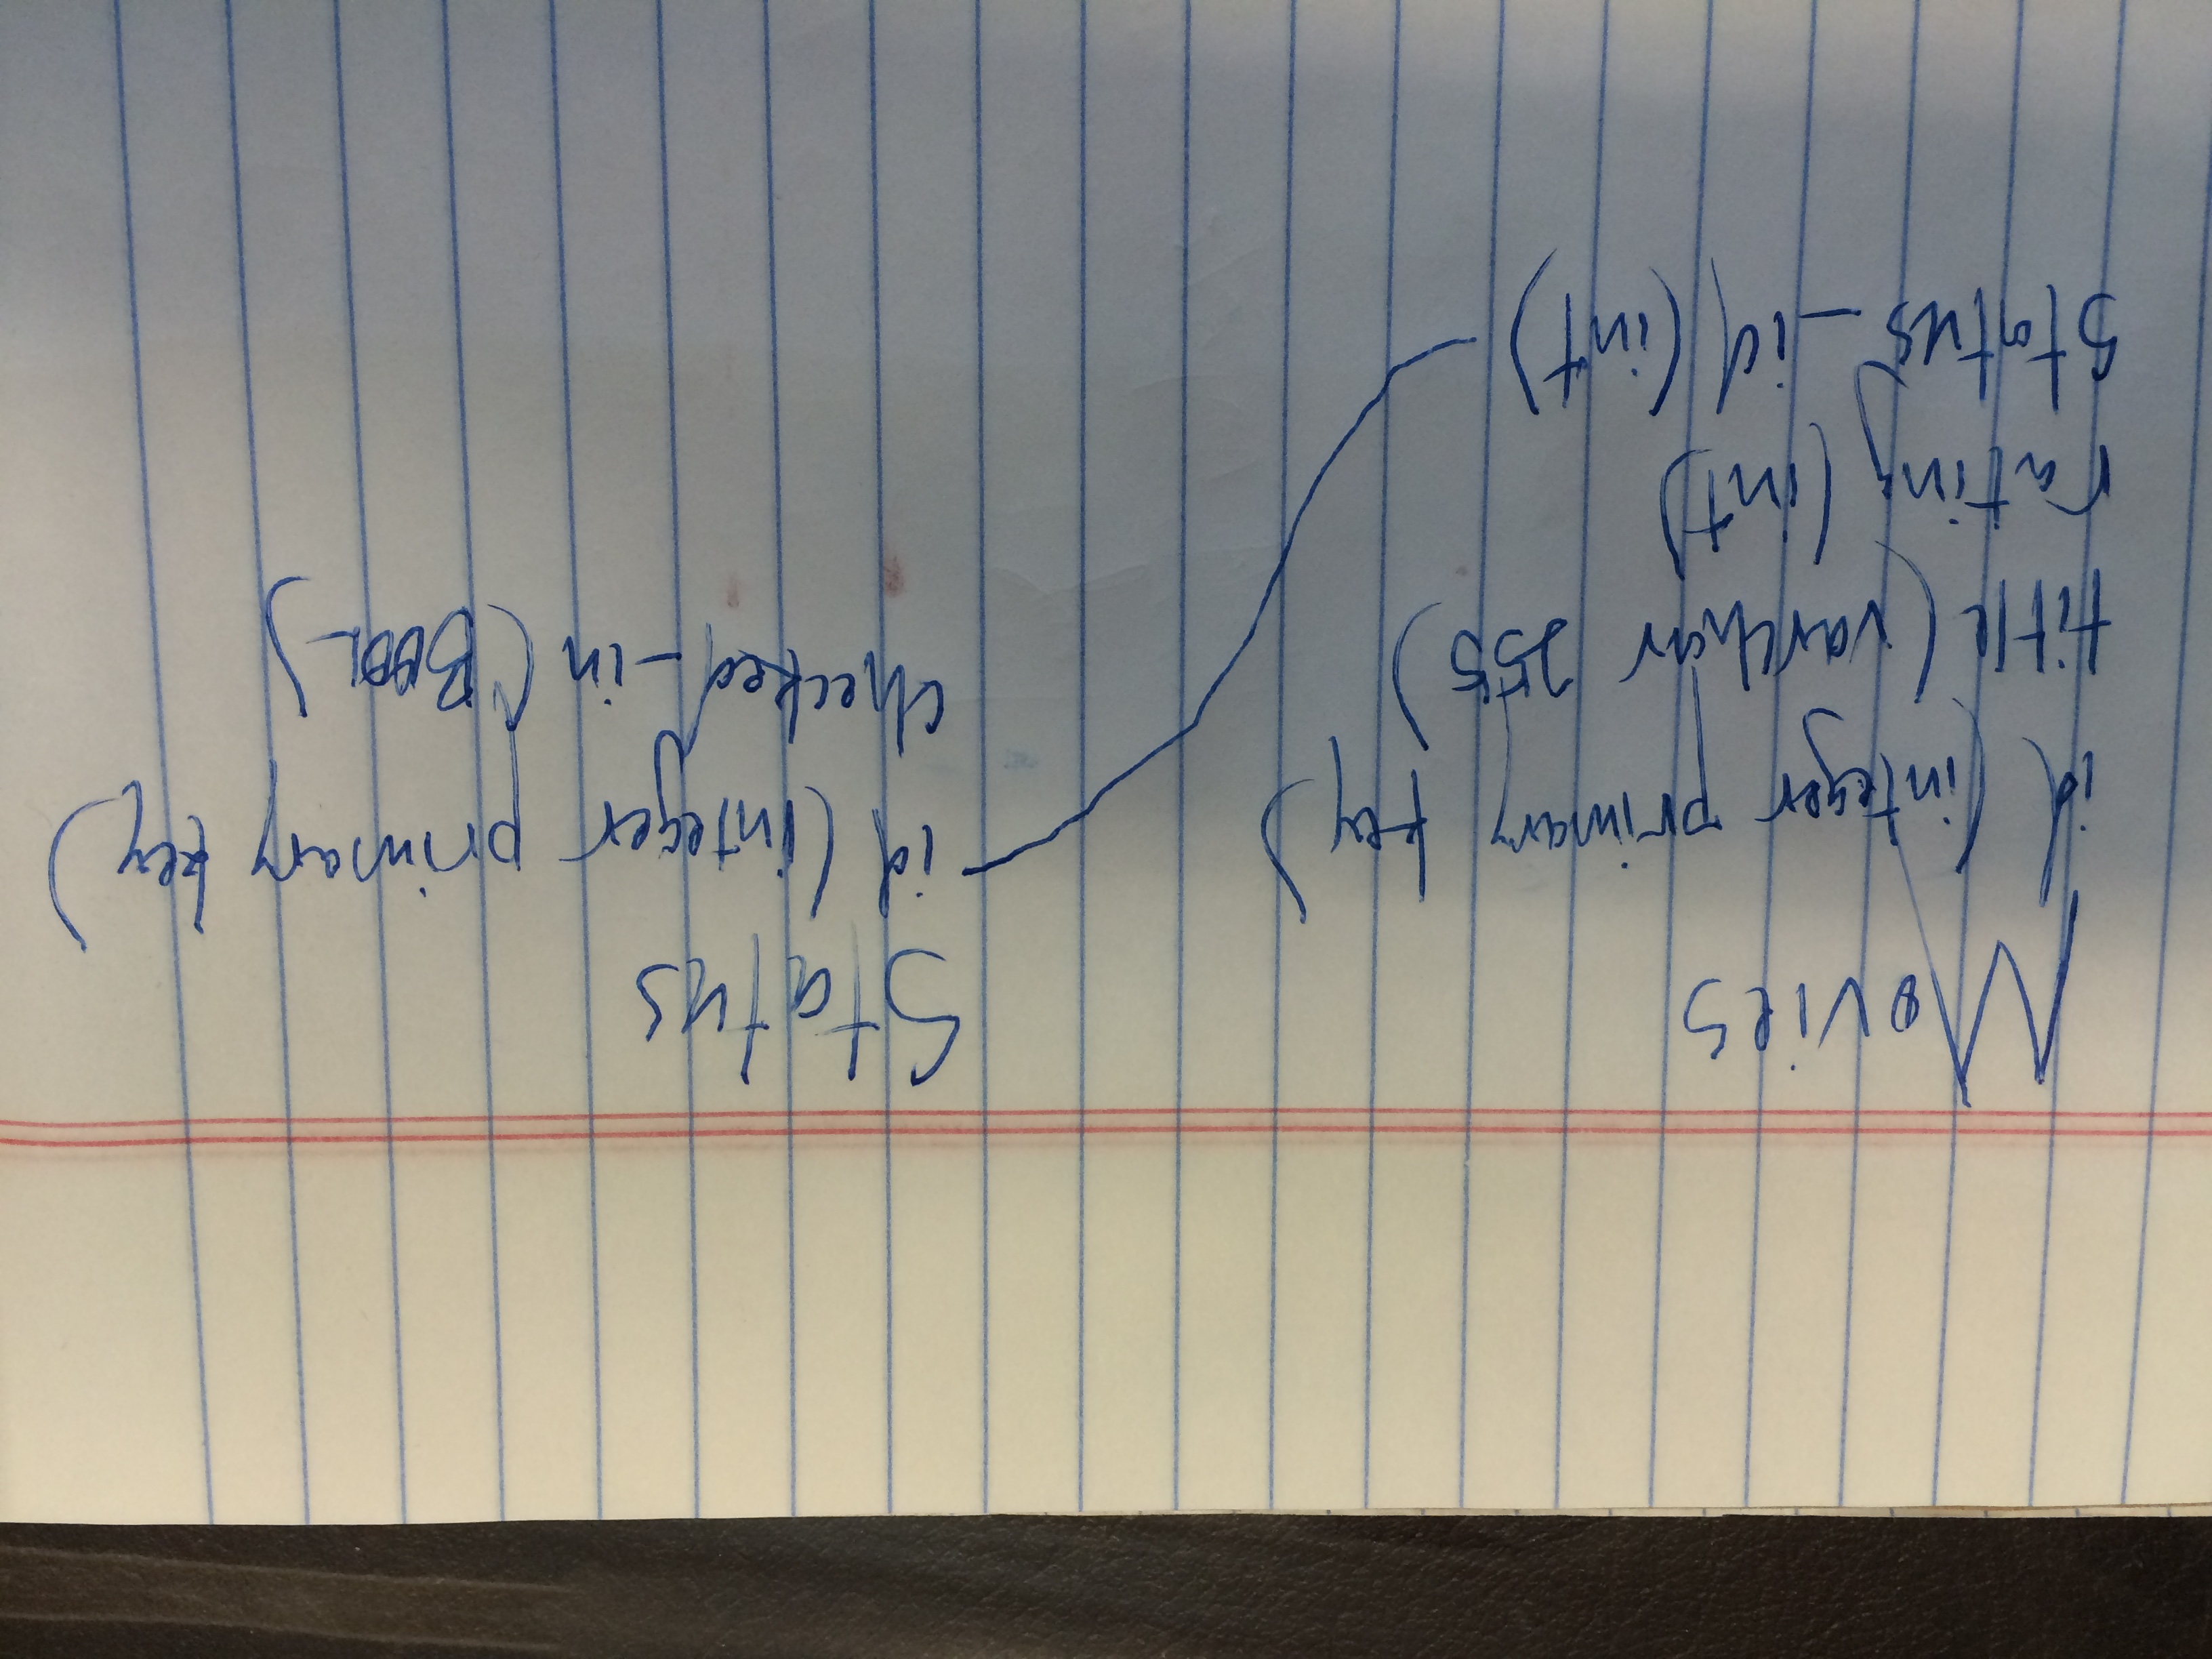 Movies
id (integer primary key)
title (varchar 255)
rating (int)
status_id (int)
Status
id (integer primary key)
checked_in (BOOL)